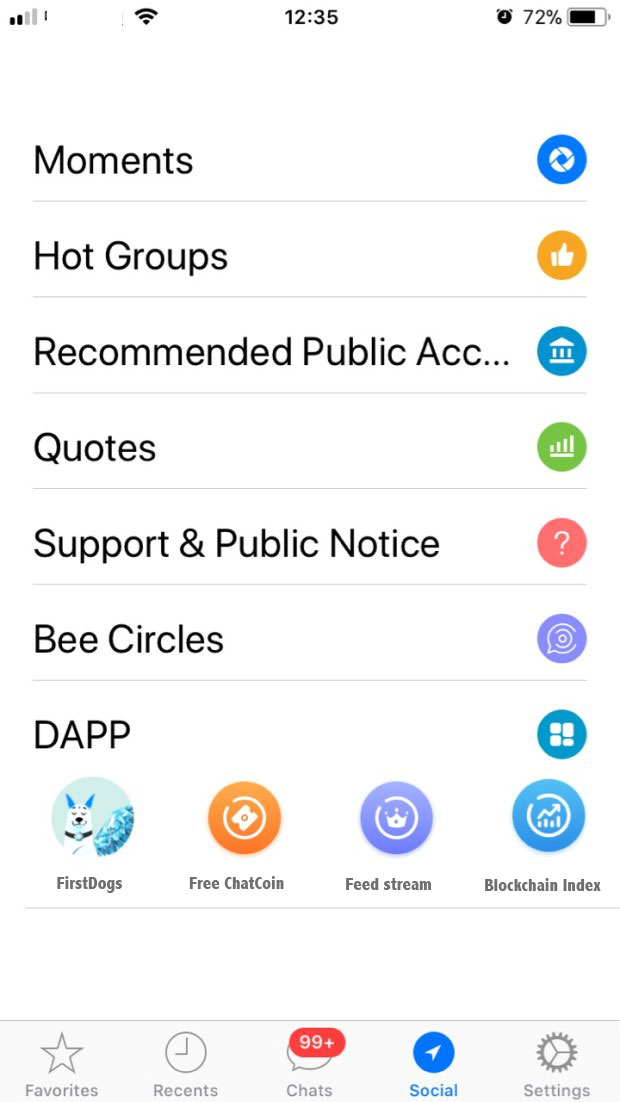 12:35
72%
Moments
Hot Groups
Recommended Public Acc...
Quotes
Support & Public Notice
?
Bee Circles
DAPP
FirstDogs Free ChatCoin Feed stream Blockchain Index
99+
Favorites Recents Chats Social Settings